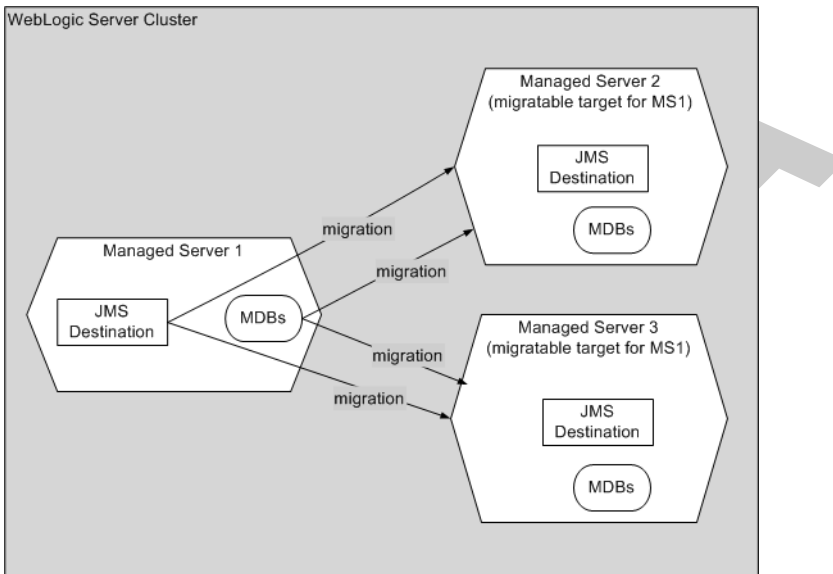 WebLogic Server Cluster
Managed Server 2
(migratable target for MS1)
JMS
Destination
MDBs
migration
Managed Server 1
migration
JMS
Destination
MDBs
Managed Server 3
(migratable target for MS1)
migration
migration
JMS
Destination
MDBs